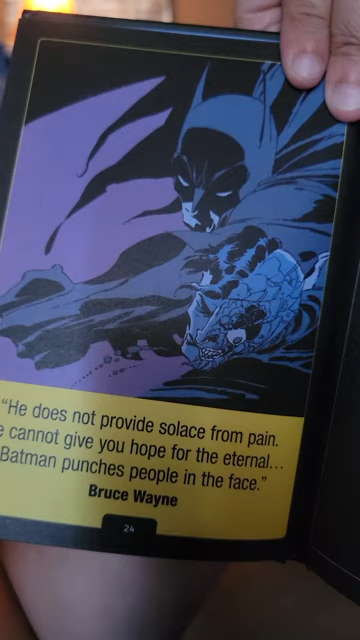 “He does not provide solace from pain.
e cannot give you hope for the eternal...
Batman punches people in the face.”
Bruce Wayne
24